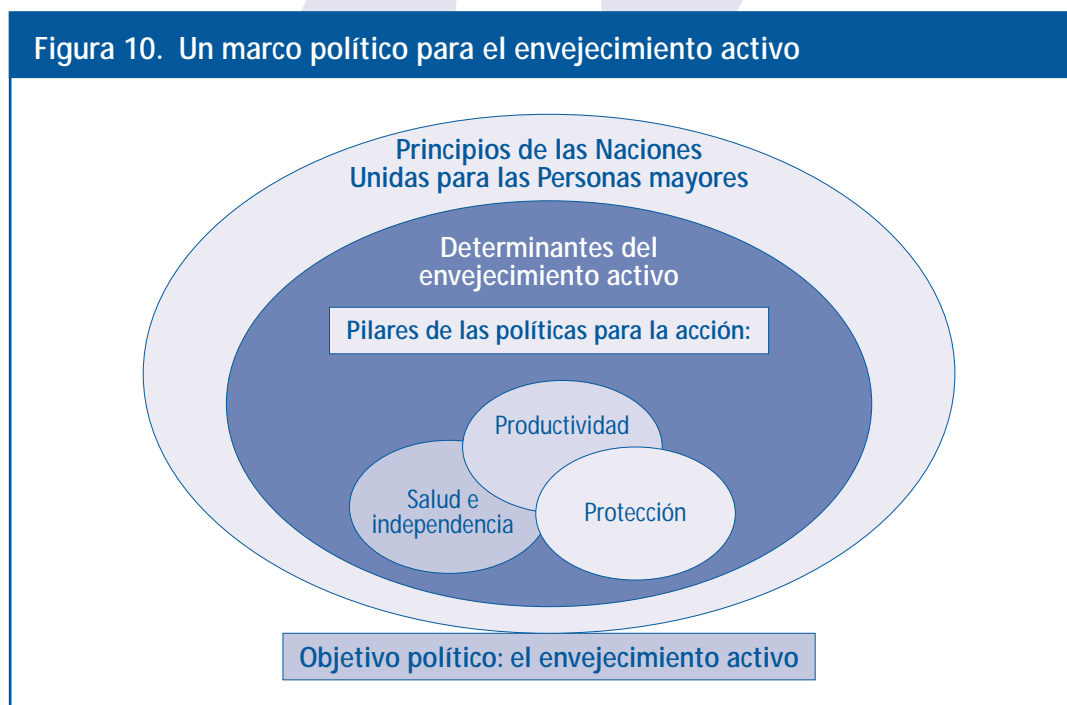 Figura 10. Un marco político para el envejecimiento activo
Principios de las Naciones
Unidas para las Personas mayores
Determinantes del
envejecimiento activo
Pilares de las políticas para la acción:
Productividad
Salud e
independencia
Protección
Objetivo político: el envejecimiento activo